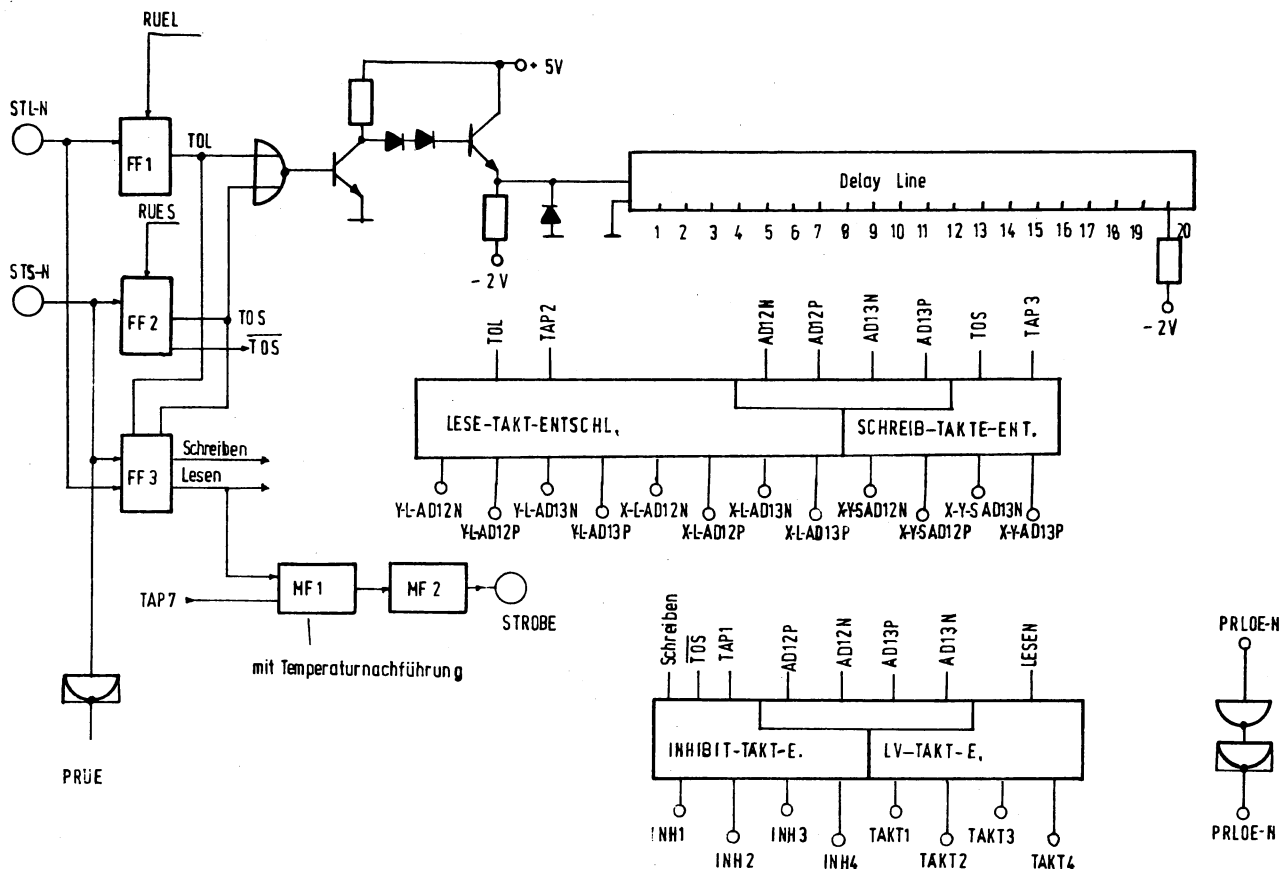 RUEL
+ 5V
STL-N
TOL
FF1
Delay Line
1 2 3 4 5 6 7 8 9 10 11 12 13 14 15 16 17 18 19 20
RUES
- 2V
- 2V
STS-N
FF2
TOS
T̅O̅S̅
TOL
TAP2
AD12N
AD12P
AD13N
AD13P
TOS
TAP3
LESE-TAKT-ENTSCHL.
SCHREIB-TAKTE-ENT.
Schreiben
Lesen
FF3
Y-L-AD12N
Y-L-AD12P
Y-L-AD13N
Y-L-AD13P
X-L-AD12N
X-L-AD12P
X-L-AD13N
X-L-AD13P
X-Y-SAD12N
X-Y-SAD12P
X-Y-S AD13N
X-Y-AD13P
MF1
MF2
TAP7
STROBE
mit Temperaturnachführung
PRÜE
Schreiben
T̅O̅S̅
TAP1
AD12P
AD12N
AD13P
AD13N
LESEN
PRLOE-N
INHIBIT-TAKT-E.
LV-TAKT-E.
INH1
INH2
INH3
INH4
TAKT1
TAKT2
TAKT3
TAKT4
PRLOE-N